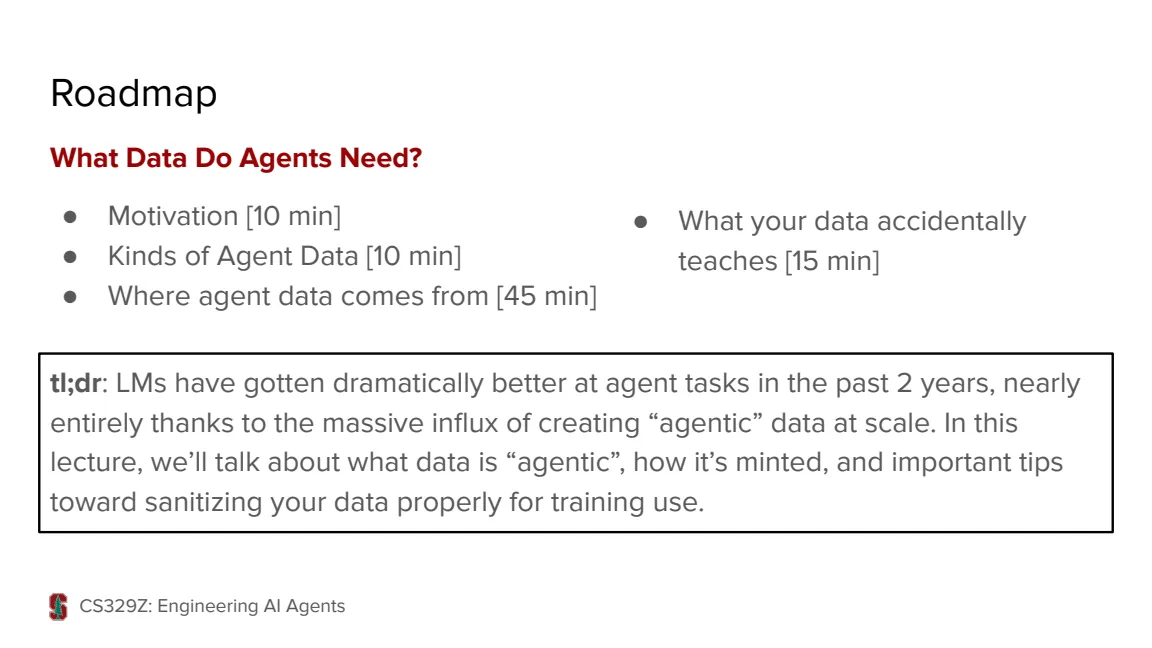 Roadmap
What Data Do Agents Need?
● Motivation [10 min]
● Kinds of Agent Data [10 min]
● Where agent data comes from [45 min]
● What your data accidentally
teaches [15 min]
tl;dr: LMs have gotten dramatically better at agent tasks in the past 2 years, nearly
entirely thanks to the massive influx of creating “agentic” data at scale. In this
lecture, we’ll talk about what data is “agentic”, how it’s minted, and important tips
toward sanitizing your data properly for training use.
CS329Z: Engineering AI Agents